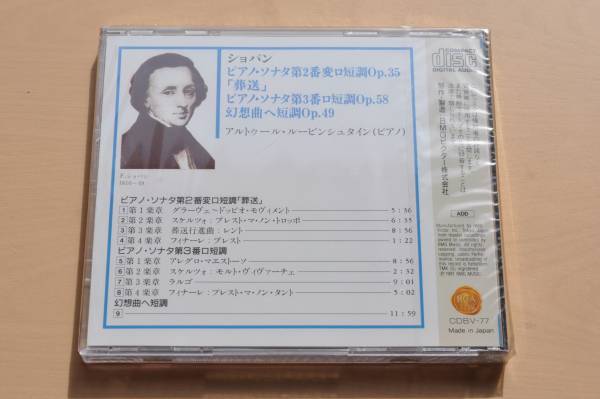 ショパン
ピアノ・ソナタ第2番変ロ短調Op.35
「葬送」
ピアノ・ソナタ第3番ロ短調Op.58
幻想曲ヘ短調Op.49
アルトゥール・ルービンシュタイン(ピアノ)
F.ショパン
1810-49
ピアノ・ソナタ第2番変ロ短調「葬送」
1 第1楽章 グラーヴェ〜ドッピオ・モヴィメント 5:36
2 第2楽章 スケルツォ:プレスト・マ・ノン・トロッポ 6:35
3 第3楽章 葬送行進曲:レント 8:56
4 第4楽章 フィナーレ:プレスト 1:22
ピアノ・ソナタ第3番ロ短調
5 第1楽章 アレグロ・マエストーソ 8:56
6 第2楽章 スケルツォ:モルト・ヴィヴァーチェ 2:32
7 第3楽章 ラルゴ 9:01
8 第4楽章 フィナーレ:プレスト・マ・ノン・タント 5:02
幻想曲ヘ短調
9 11:59
COMPACT
disc
DIGITAL AUDIO
制作・製造:BMGビクター株式会社
ADD
CDBV-77
Made in Japan